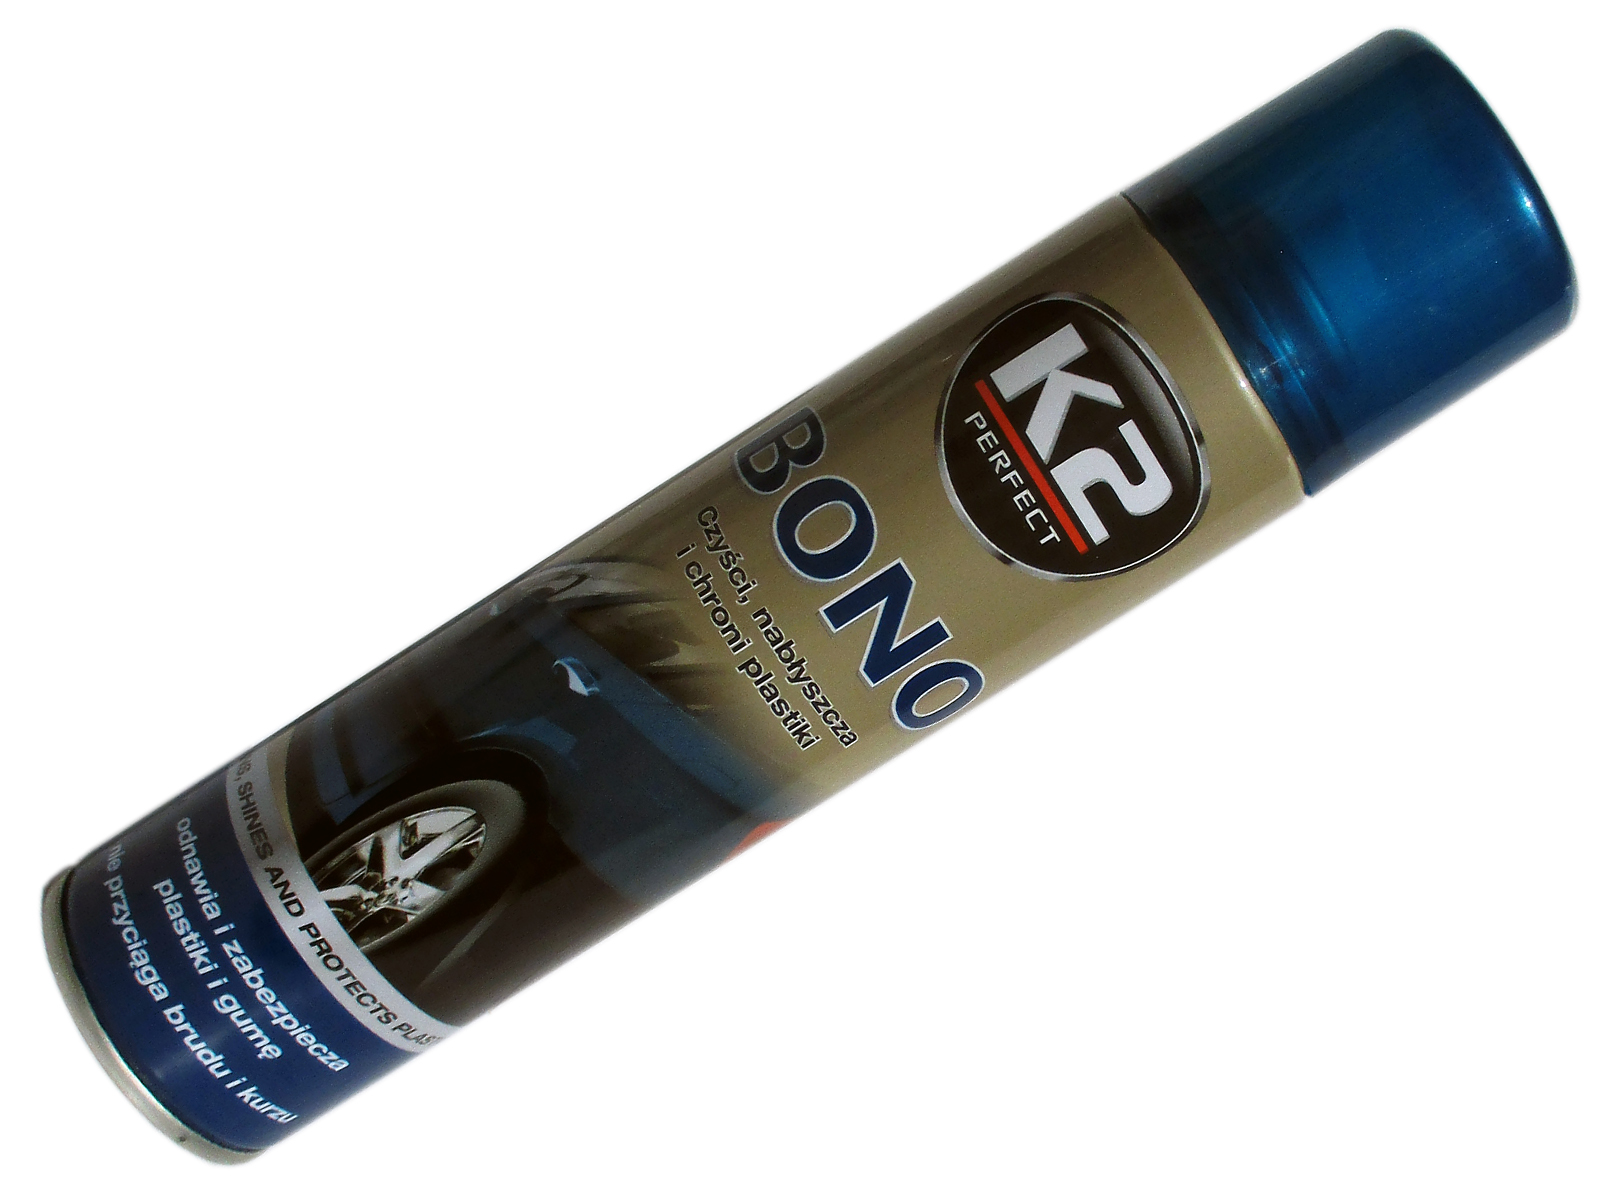 K2
PERFECT
BONO
Czyści, nabłyszcza
i chroni plastiki
SHINES AND PROTECTS
odnawia i zabezpiecza
plastiki i gumę
nie przyciąga brudu i kurzu